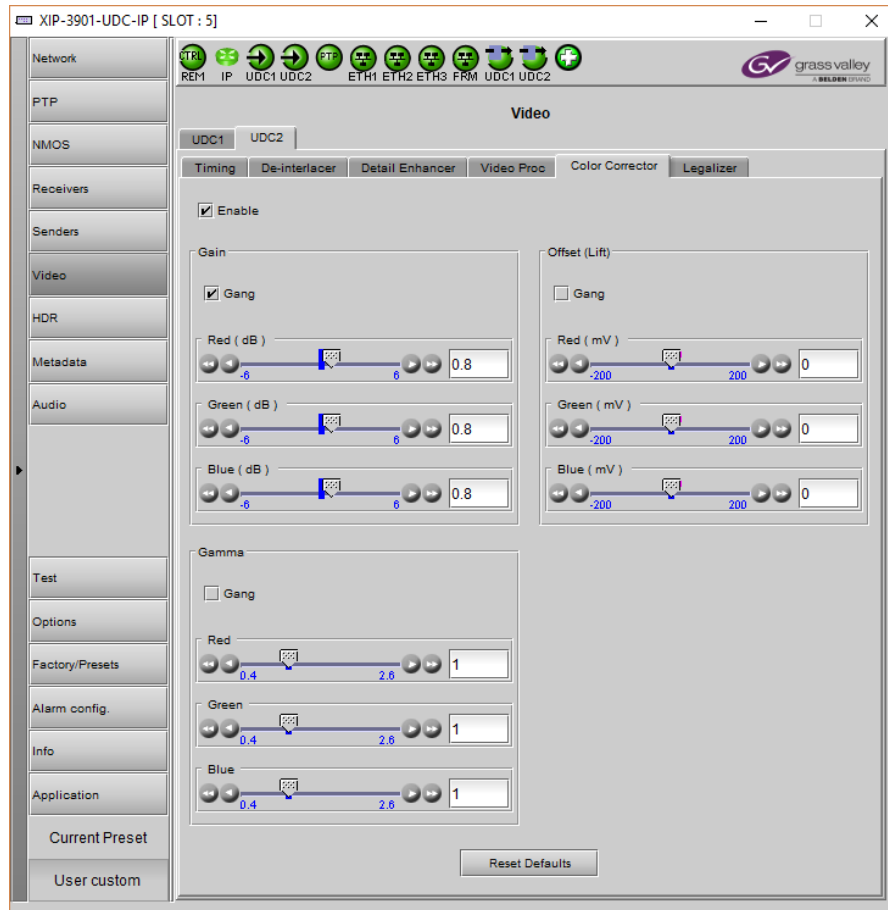 XIP-3901-UDC-IP [ SLOT : 5]
Network
PTP
NMOS
Receivers
Senders
Video
HDR
Metadata
Audio
Test
Options
Factory/Presets
Alarm config.
Info
Application
Current Preset
User custom
CTRL PTP
REM IP UDC1 UDC2 ETH1 ETH2 ETH3 FRM UDC1 UDC2
GV grass valley
A BELDEN BRAND
Video
UDC1 UDC2
Timing De-interlacer Detail Enhancer Video Proc Color Corrector Legalizer
Enable
Gain
Gang
Red ( dB )
-6 6 0.8
Green ( dB )
-6 6 0.8
Blue ( dB )
-6 6 0.8
Offset (Lift)
Gang
Red ( mV )
-200 200 0
Green ( mV )
-200 200 0
Blue ( mV )
-200 200 0
Gamma
Gang
Red
0.4 2.6 1
Green
0.4 2.6 1
Blue
0.4 2.6 1
Reset Defaults